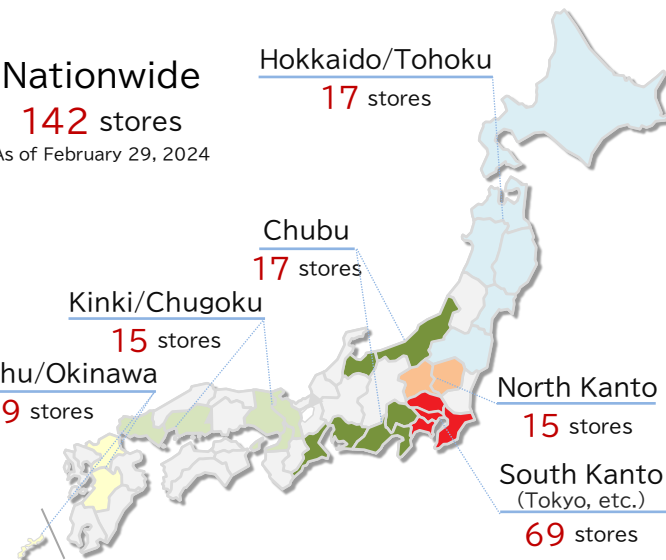 Nationwide
142 stores
As of February 29, 2024
Hokkaido/Tohoku
17 stores
Chubu
17 stores
Kinki/Chugoku
15 stores
hu/Okinawa
9 stores
North Kanto
15 stores
South Kanto
(Tokyo, etc.)
69 stores